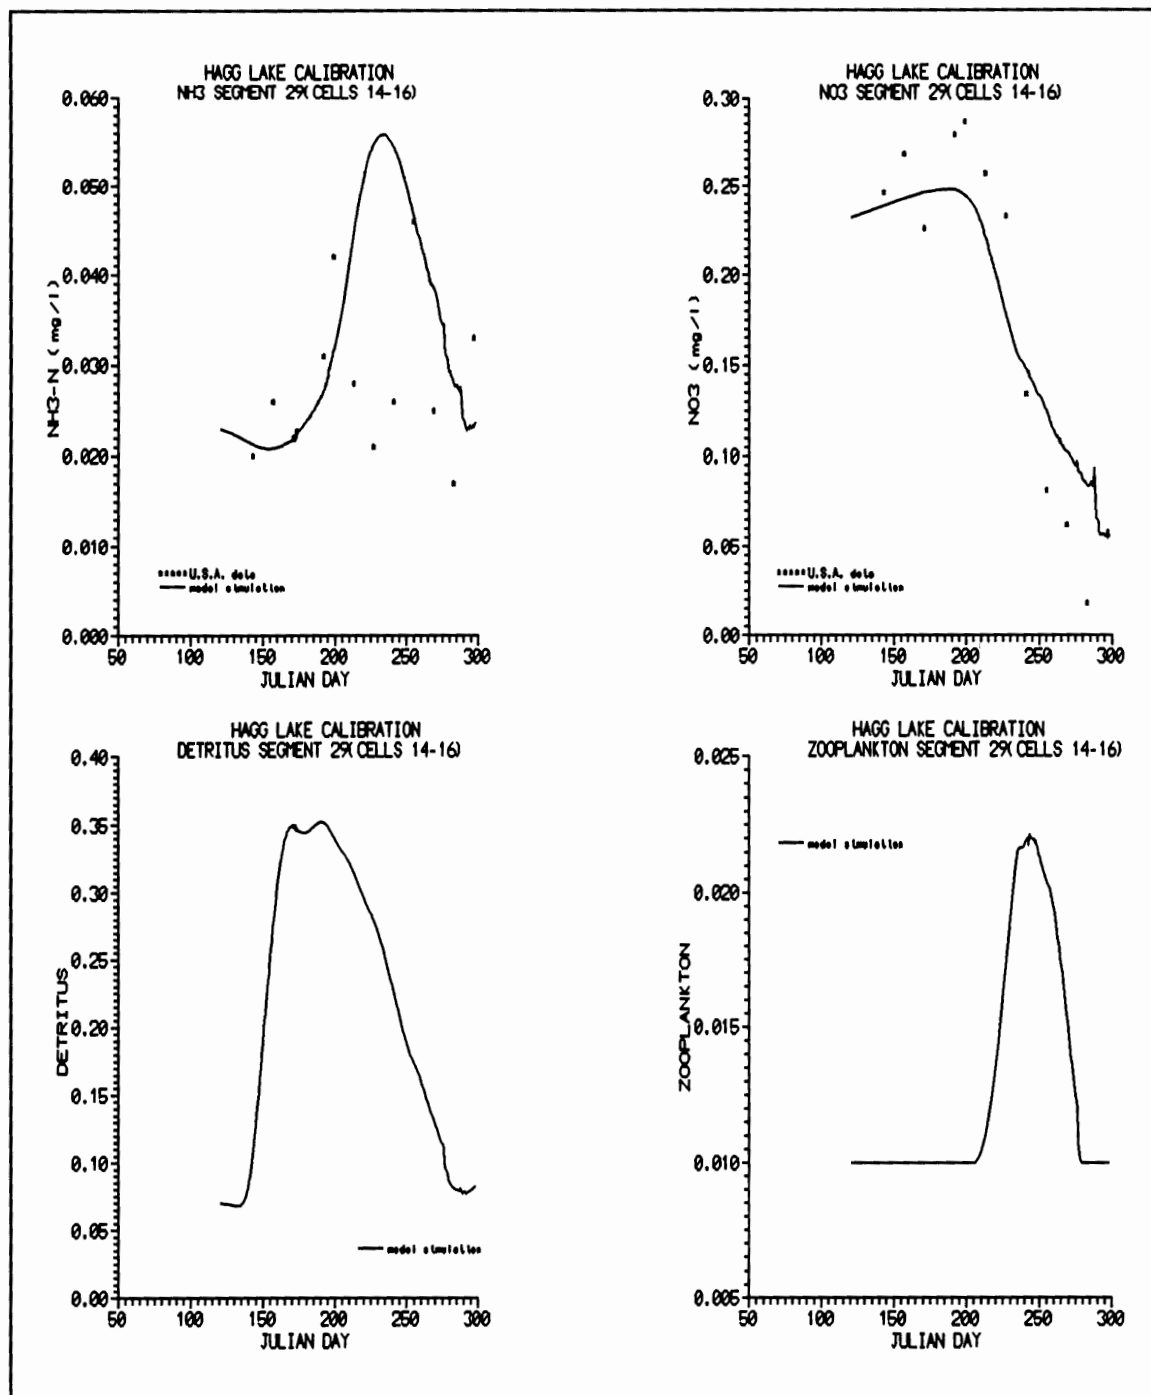 HAGG LAKE CALIBRATION
NH3 SEGMENT 29(CELLS 14-16)
0.060
0.050
0.040
0.030
0.020
0.010
0.000
NH3-N (mg/l)
U.S.A. data
model simulation
50 100 150 200 250 300
JULIAN DAY
HAGG LAKE CALIBRATION
NO3 SEGMENT 29(CELLS 14-16)
0.30
0.25
0.20
0.15
0.10
0.05
0.00
NO3 (mg/l)
U.S.A. data
model simulation
50 100 150 200 250 300
JULIAN DAY
HAGG LAKE CALIBRATION
DETRITUS SEGMENT 29(CELLS 14-16)
0.40
0.35
0.30
0.25
0.20
0.15
0.10
0.05
0.00
DETRITUS
model simulation
50 100 150 200 250 300
JULIAN DAY
HAGG LAKE CALIBRATION
ZOOPLANKTON SEGMENT 29(CELLS 14-16)
0.025
0.020
0.015
0.010
0.005
ZOOPLANKTON
model simulation
50 100 150 200 250 300
JULIAN DAY